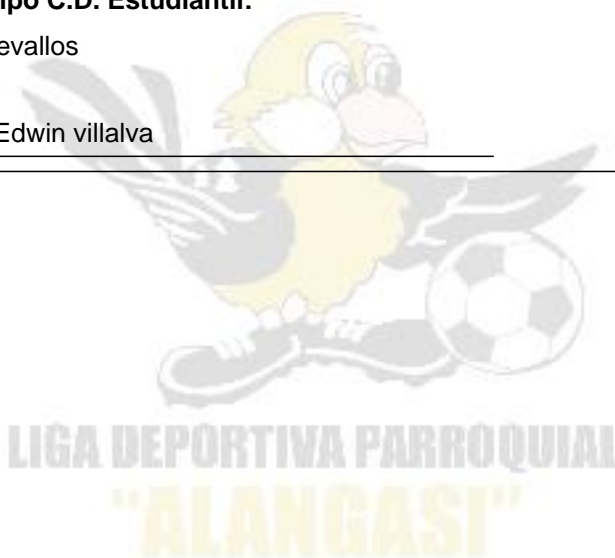 ipo C.D. Estudiantil:
evallos
Edwin villalva
LIGA DEPORTIVA PARROQUIAL
"ALANGASI"